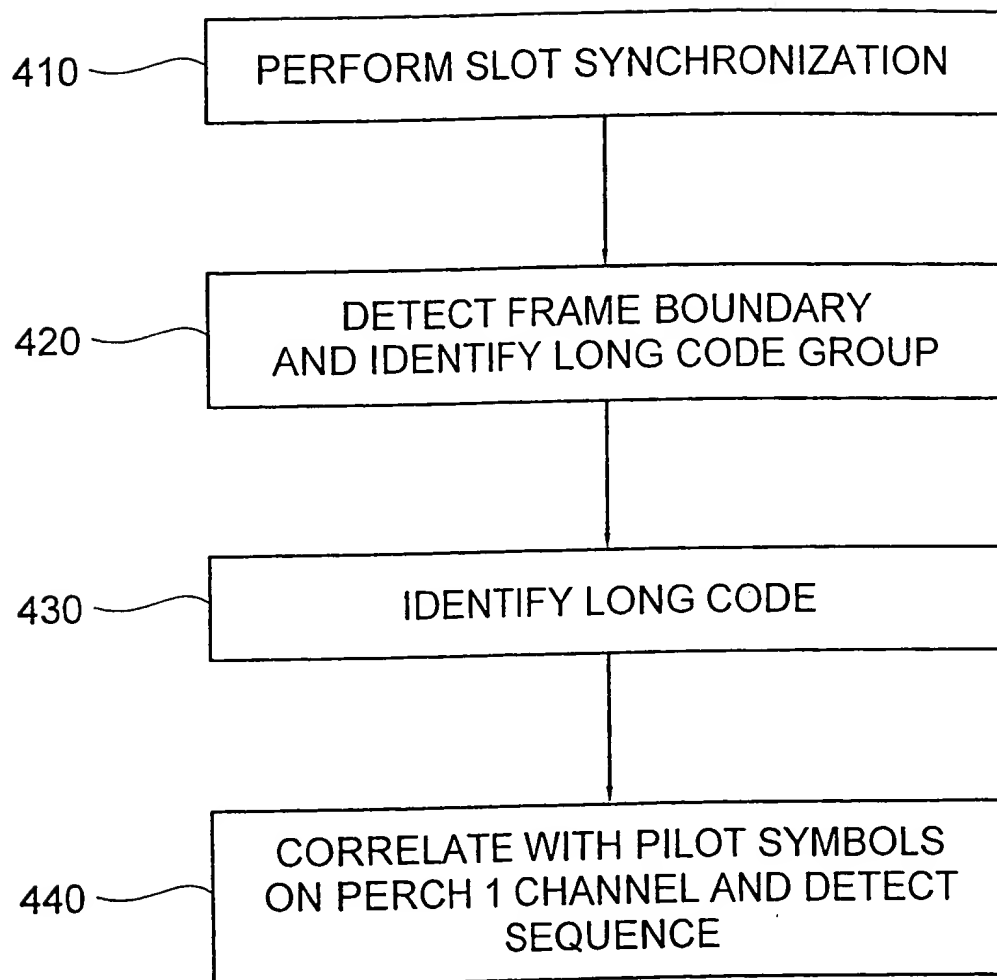 410
PERFORM SLOT SYNCHRONIZATION
420
DETECT FRAME BOUNDARY
AND IDENTIFY LONG CODE GROUP
430
IDENTIFY LONG CODE
440
CORRELATE WITH PILOT SYMBOLS
ON PERCH 1 CHANNEL AND DETECT
SEQUENCE